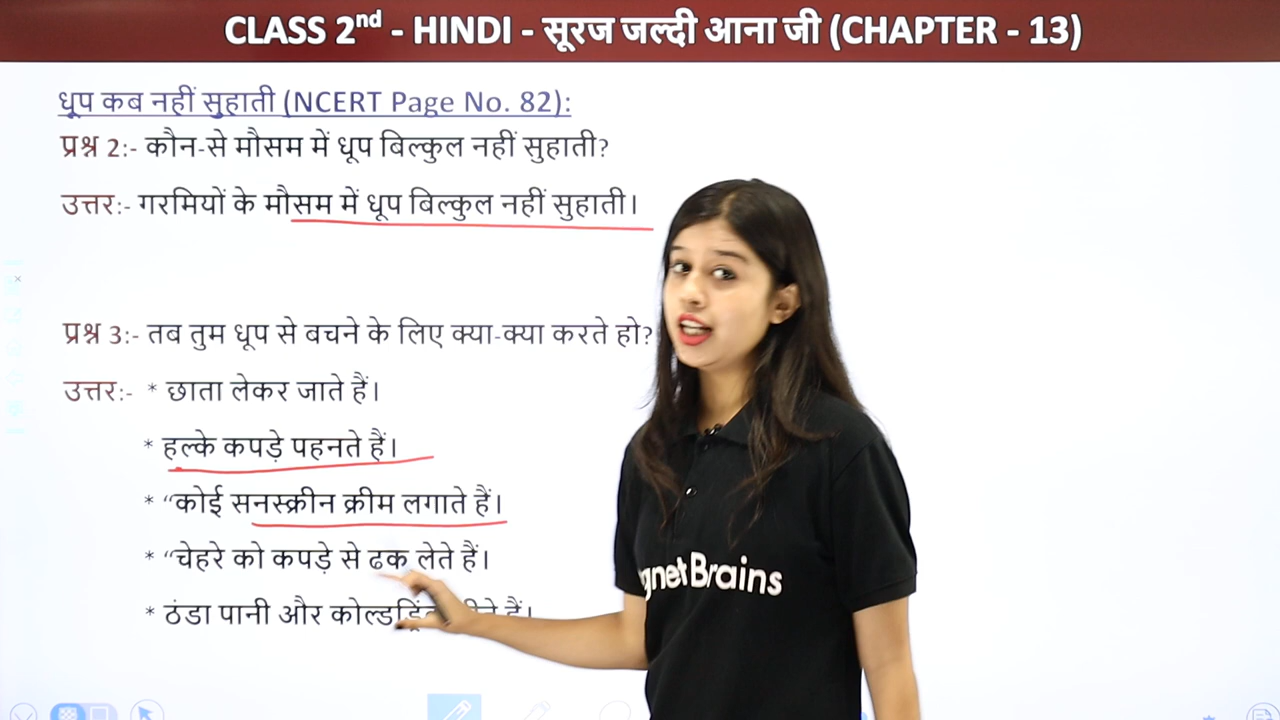 CLASS 2nd - HINDI - सूरज जल्दी आना जी (CHAPTER - 13)
धूप कब नहीं सुहाती (NCERT Page No. 82):
प्रश्न 2:- कौन-से मौसम में धूप बिल्कुल नहीं सुहाती?
उत्तर:- गरमियों के मौसम में धूप बिल्कुल नहीं सुहाती।
प्रश्न 3:- तब तुम धूप से बचने के लिए क्या-क्या करते हो?
उत्तर:- * छाता लेकर जाते हैं।
* हल्के कपड़े पहनते हैं।
* “कोई सनस्क्रीन क्रीम लगाते हैं।
* “चेहरे को कपड़े से ढक लेते हैं।
* ठंडा पानी और हैं।
Brains